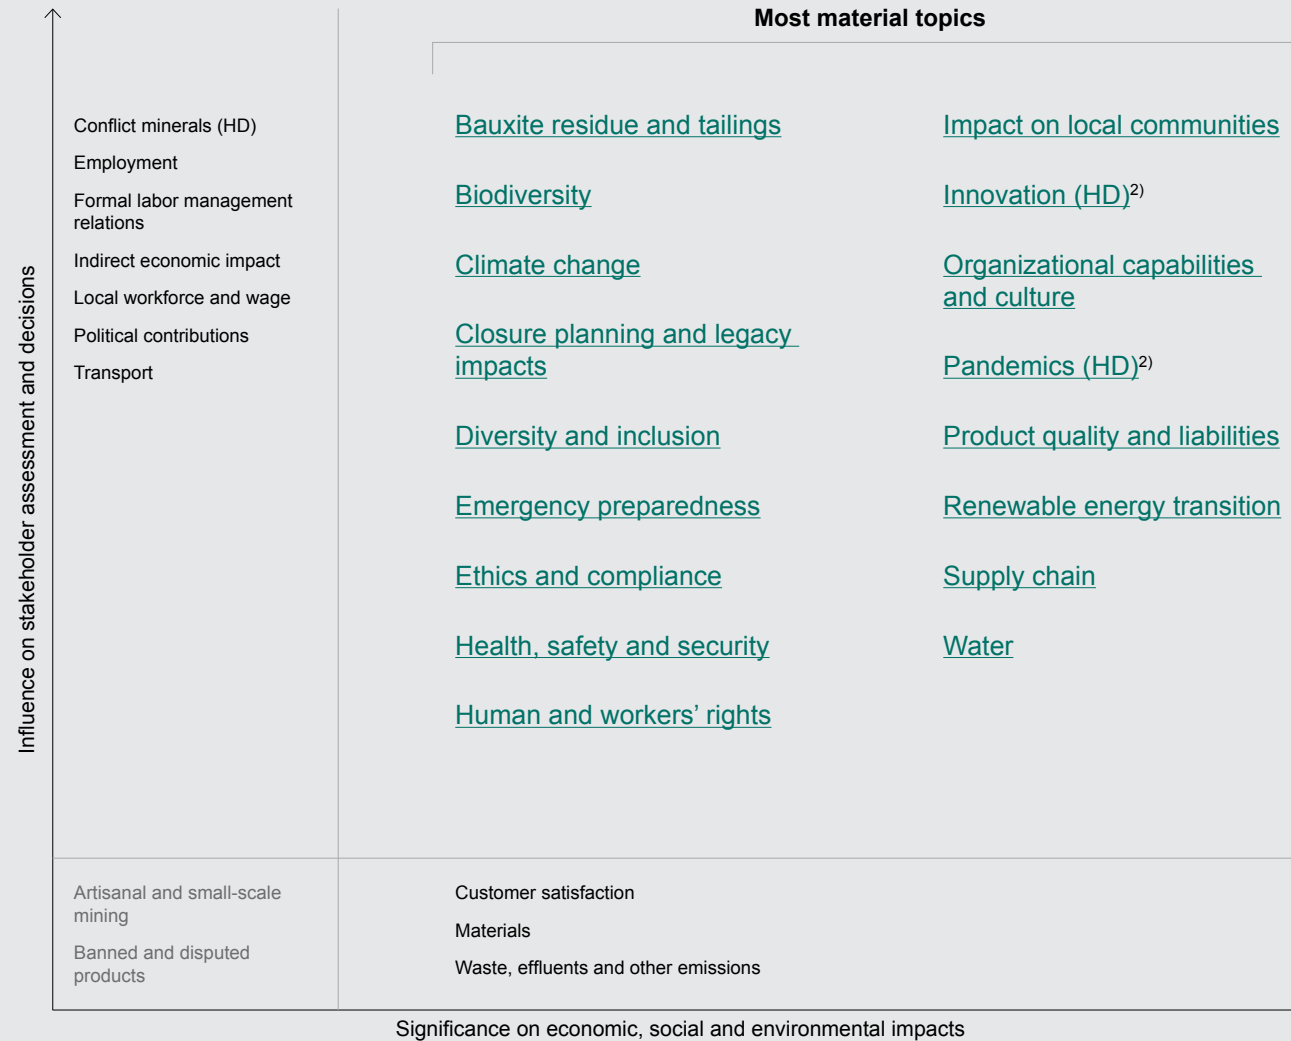 Most material topics
Influence on stakeholder assessment and decisions
Conflict minerals (HD)
Employment
Formal labor management
relations
Indirect economic impact
Local workforce and wage
Political contributions
Transport
Bauxite residue and tailings
Biodiversity
Climate change
Closure planning and legacy
impacts
Diversity and inclusion
Emergency preparedness
Ethics and compliance
Health, safety and security
Human and workers’ rights
Impact on local communities
Innovation (HD)2)
Organizational capabilities
and culture
Pandemics (HD)2)
Product quality and liabilities
Renewable energy transition
Supply chain
Water
Artisanal and small-scale
mining
Banned and disputed
products
Customer satisfaction
Materials
Waste, effluents and other emissions
Significance on economic, social and environmental impacts